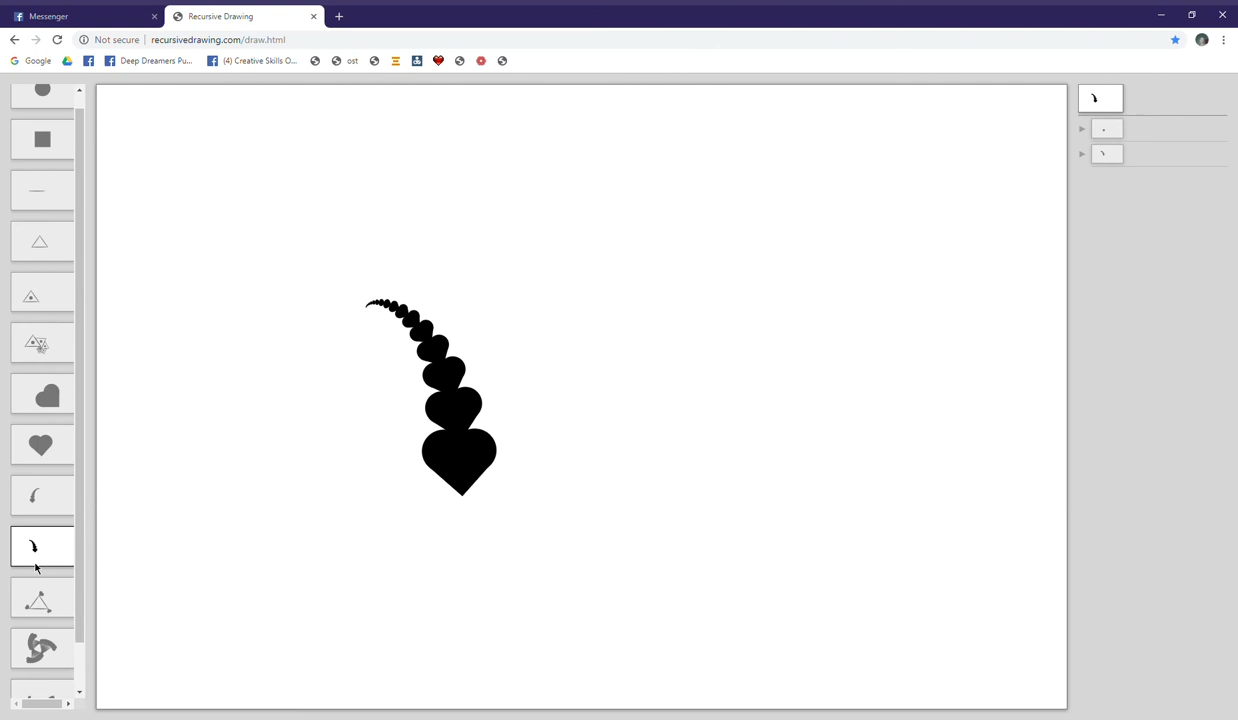 Messenger
Recursive Drawing
Not secure
recursivedrawing.com/draw.html
Google
Deep Dreamers Pu...
(4) Creative Skills O...
ost